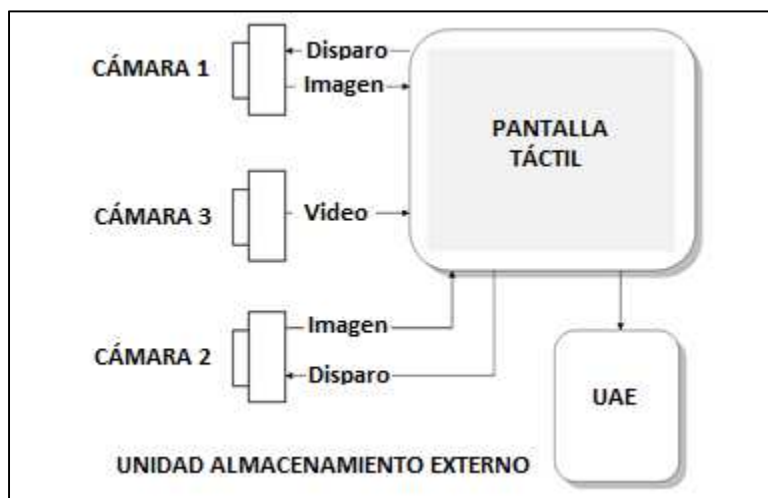 CÁMARA 1
Disparo
Imagen
PANTALLA
TÁCTIL
CÁMARA 3
Video
CÁMARA 2
Imagen
Disparo
UAE
UNIDAD ALMACENAMIENTO EXTERNO